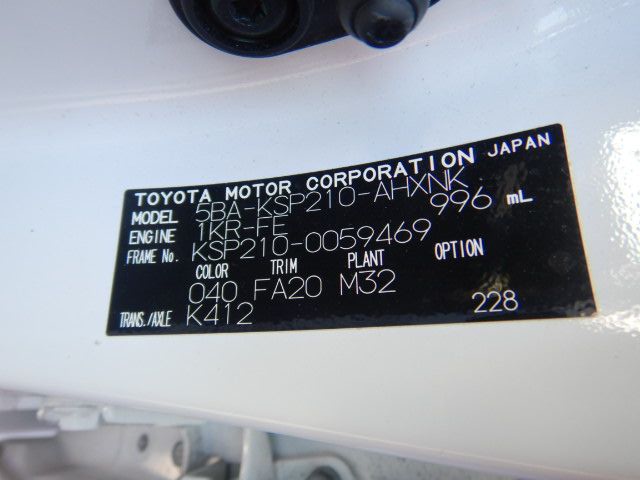 TOYOTA MOTOR CORPORATION JAPAN
MODEL 5BA-KSP210-AHXNK
ENGINE 1KR-FE 996 mL
FRAME No. KSP210-0059469
COLOR TRIM PLANT OPTION
040 FA20 M32
TRANS./AXLE K412 228